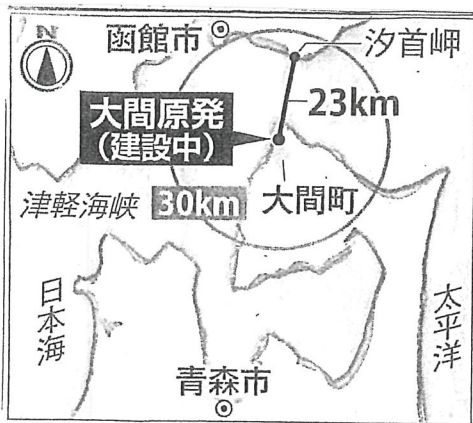 N
函館市
汐首岬
23km
大間原発
(建設中)
津軽海峡
30km
大間町
日本海
太平洋
青森市